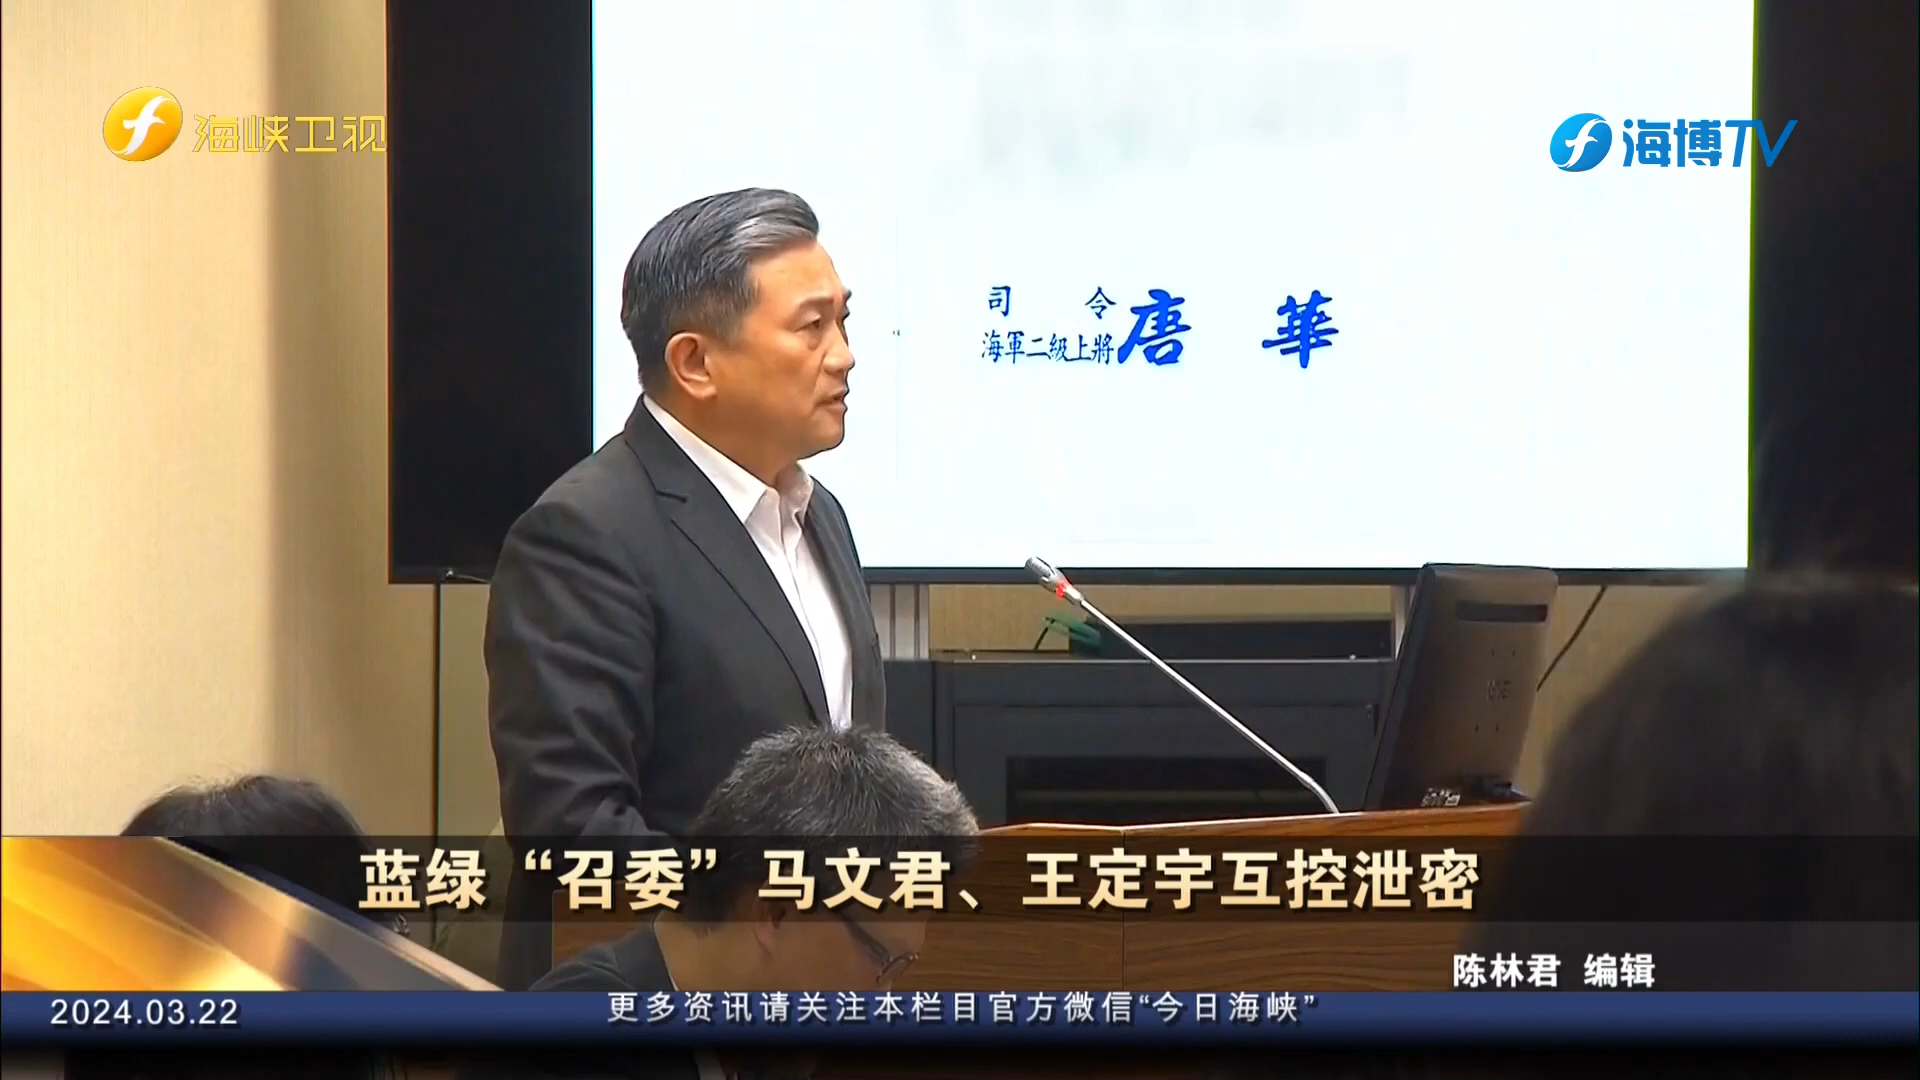 海峡卫视
海博TV
司 令
海軍二級上將 唐 華
蓝绿“召委”马文君、王定宇互控泄密
陈林君 编辑
2024.03.22
更多资讯请关注本栏目官方微信“今日海峡”